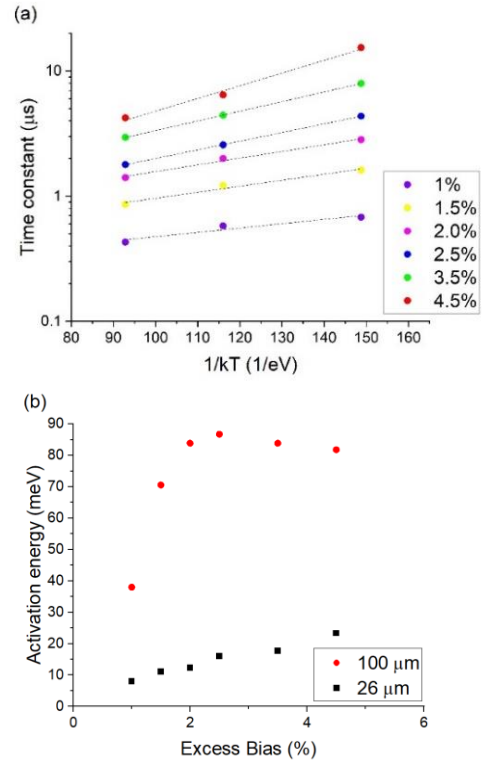 (a)
Time constant (μs)
10
1
0.1
80 90 100 110 120 130 140 150 160
1/kT (1/eV)
1%
1.5%
2.0%
2.5%
3.5%
4.5%
(b)
Activation energy (meV)
90
80
70
60
50
40
30
20
10
0
0 2 4 6
Excess Bias (%)
100 μm
26 μm